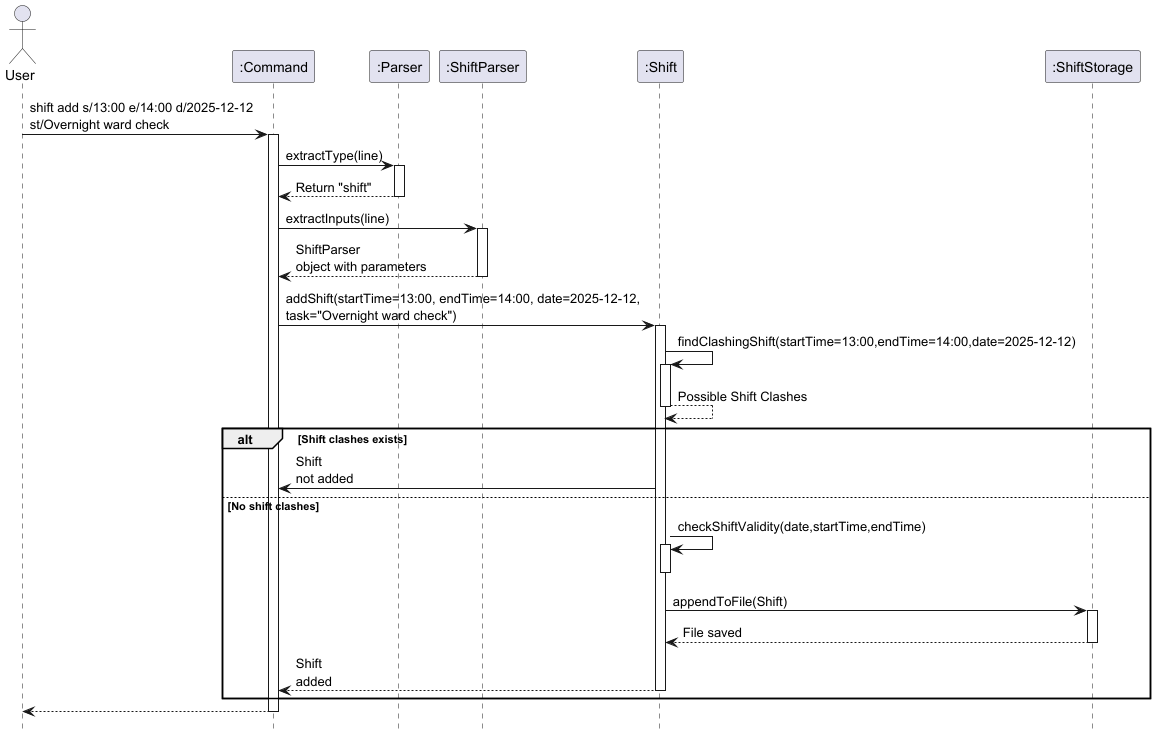 User
:Command
:Parser
:ShiftParser
:Shift
:ShiftStorage
shift add s/13:00 e/14:00 d/2025-12-12
st/Overnight ward check
extractType(line)
Return "shift"
extractInputs(line)
ShiftParser
object with parameters
addShift(startTime=13:00, endTime=14:00, date=2025-12-12,
task="Overnight ward check")
findClashingShift(startTime=13:00,endTime=14:00,date=2025-12-12)
Possible Shift Clashes
alt
[Shift clashes exists]
Shift
not added
[No shift clashes]
checkShiftValidity(date,startTime,endTime)
appendToFile(Shift)
File saved
Shift
added